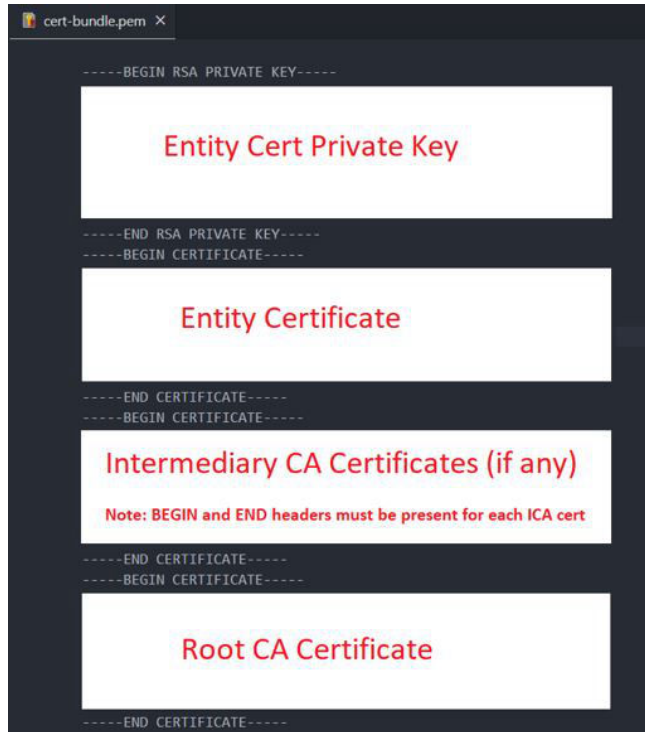 cert-bundle.pem ×
-----BEGIN RSA PRIVATE KEY-----
Entity Cert Private Key
-----END RSA PRIVATE KEY-----
-----BEGIN CERTIFICATE-----
Entity Certificate
-----END CERTIFICATE-----
-----BEGIN CERTIFICATE-----
Intermediary CA Certificates (if any)
Note: BEGIN and END headers must be present for each ICA cert
-----END CERTIFICATE-----
-----BEGIN CERTIFICATE-----
Root CA Certificate
-----END CERTIFICATE-----